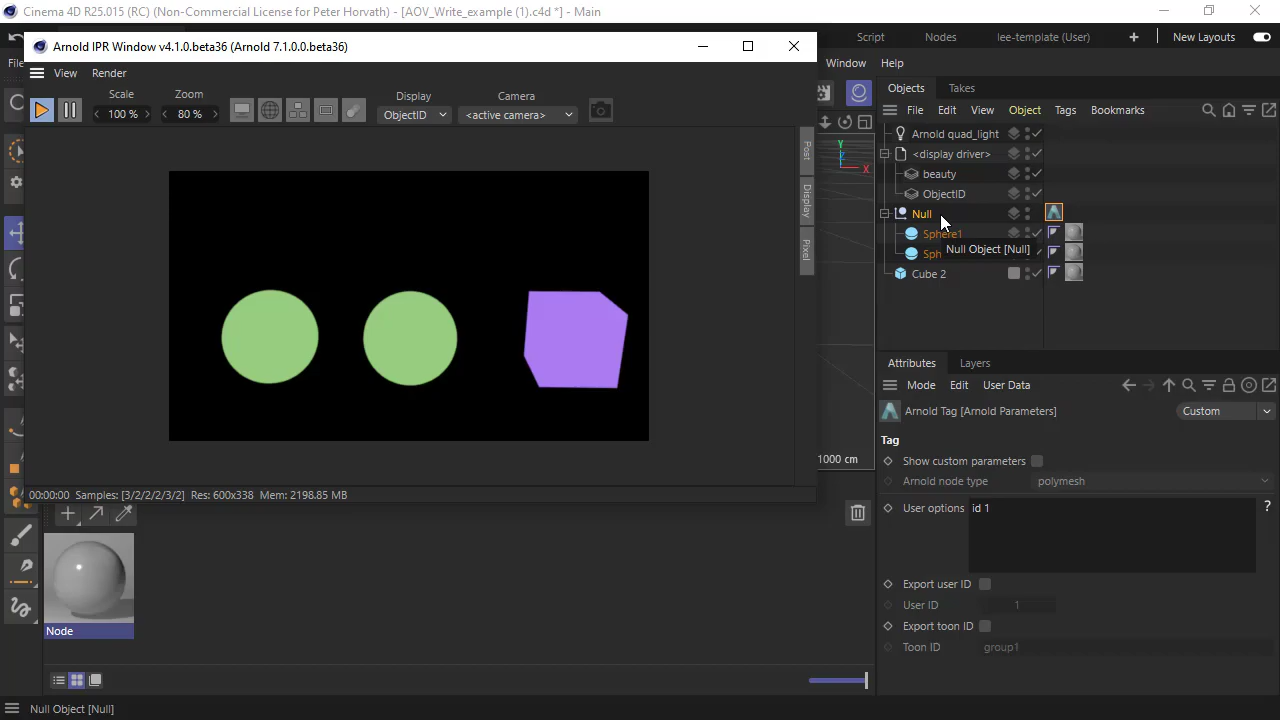 Cinema 4D R25.015 (RC) (Non-Commercial License for Peter Horvath) - [AOV_Write_example (1).c4d *] - Main
Script Nodes lee-template (User) New Layouts
Arnold IPR Window v4.1.0.beta36 (Arnold 7.1.0.0.beta36)
File Window Help
View Render
Scale Zoom Display Camera
100 % 80 % ObjectID <active camera>
Objects Takes
File Edit View Object Tags Bookmarks
Arnold quad_light
<display driver>
beauty
ObjectID
Null
Sphere1
Null Object [Null]
Sph
Cube 2
Post
Display
Pixel
Y
Z
X
1000 cm
00:00:00 Samples: [3/2/2/2/3/2] Res: 600x338 Mem: 2198.85 MB
Attributes Layers
Mode Edit User Data
Arnold Tag [Arnold Parameters] Custom
Tag
Show custom parameters
Arnold node type polymesh
User options id 1 ?
Export user ID
User ID 1
Export toon ID
Toon ID group1
Node
Null Object [Null]